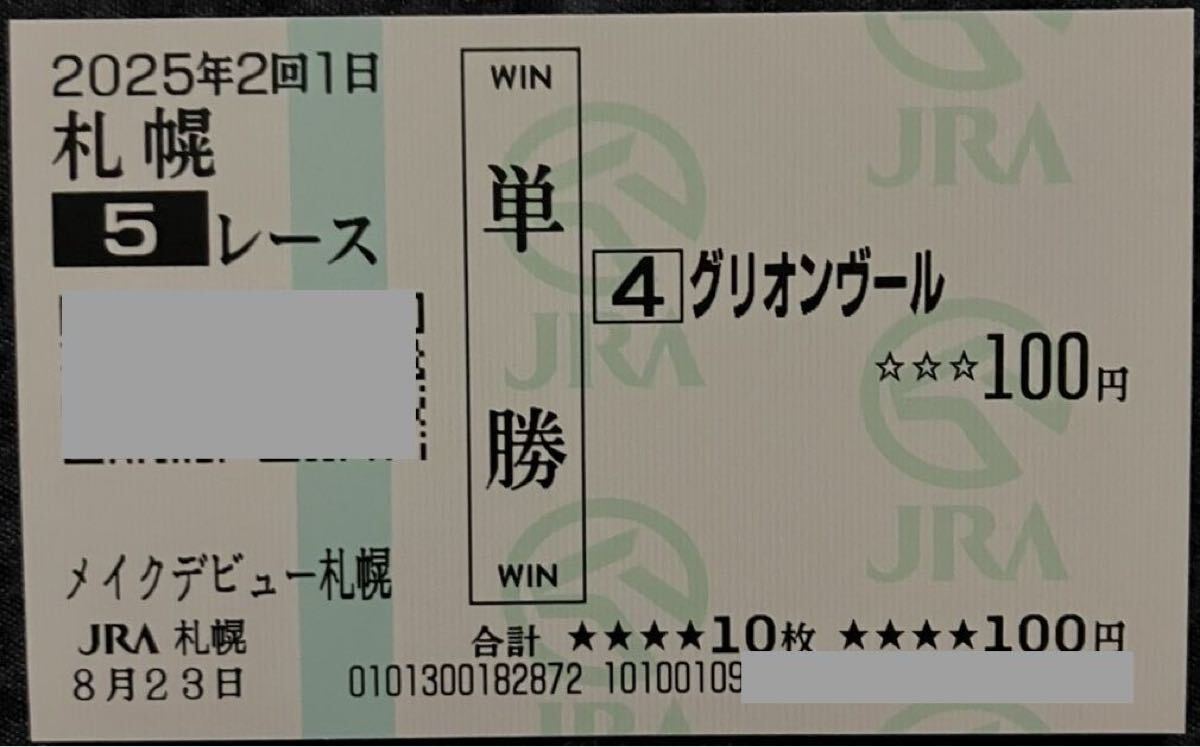 2025年2回1日
札幌
5レース
メイクデビュー札幌
JRA 札幌
8月23日
WIN
単勝
WIN
4 グリオンヴール
☆☆☆100円
合計 ★★★★10枚 ★★★★100円
0101300182872 10100109
JRA
JRA
JRA
JRA